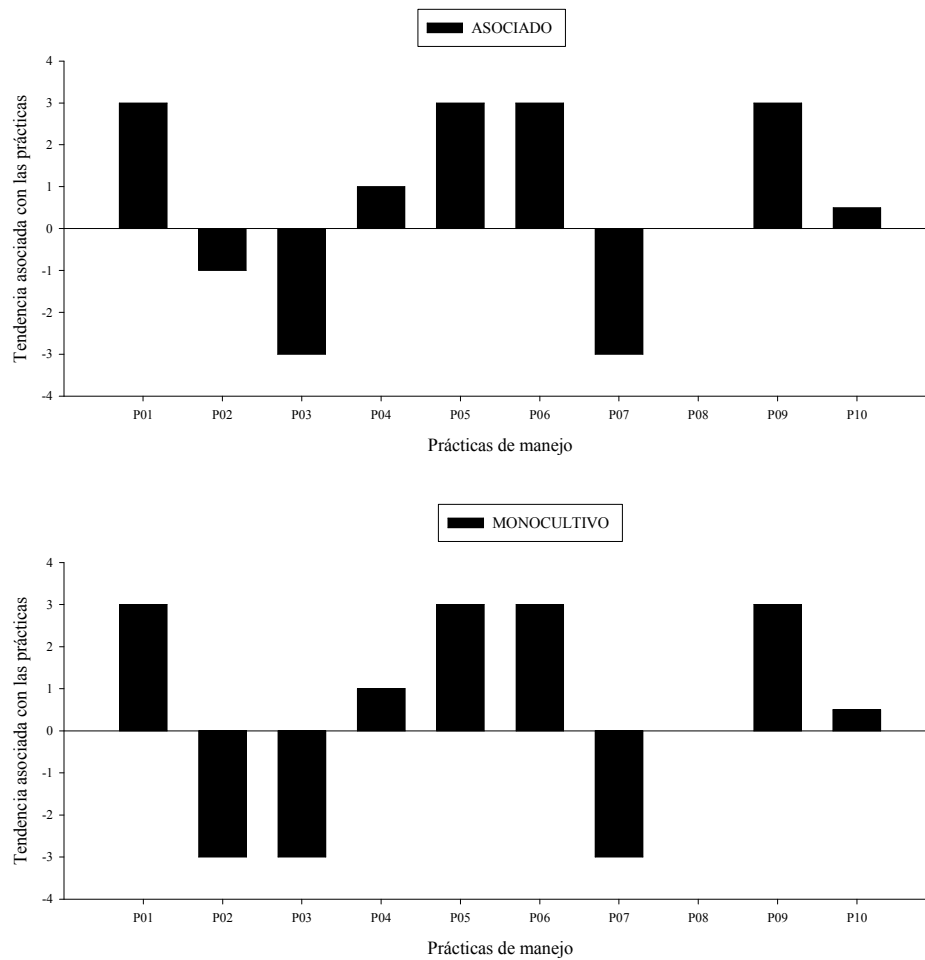 ASOCIADO
Tendencia asociada con las prácticas
4
3
2
1
0
-1
-2
-3
-4
P01 P02 P03 P04 P05 P06 P07 P08 P09 P10
Prácticas de manejo
MONOCULTIVO
Tendencia asociada con las prácticas
4
3
2
1
0
-1
-2
-3
-4
P01 P02 P03 P04 P05 P06 P07 P08 P09 P10
Prácticas de manejo